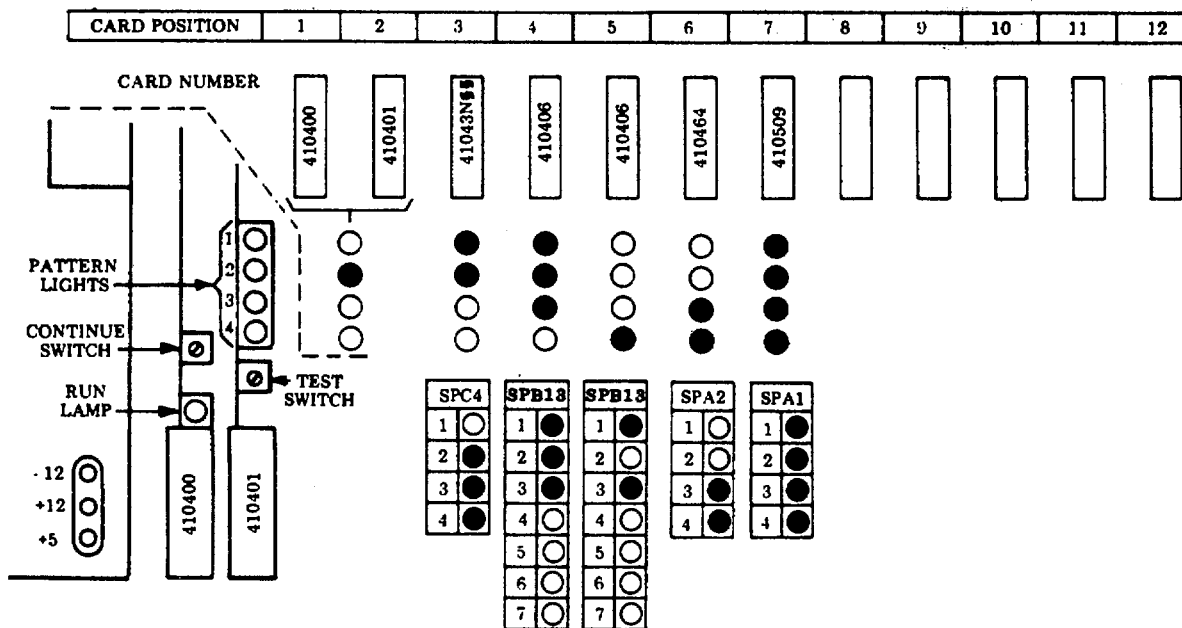 CARD POSITION 1 2 3 4 5 6 7 8 9 10 11 12
CARD NUMBER
410400 410401 410406 410406 410464 410509
1
2
3
4
PATTERN
LIGHTS
CONTINUE
SWITCH
TEST
SWITCH
RUN
LAMP
SPC4 SPB13 SPB13 SPA2 SPA1
1 1 1 1 1
2 2 2 2 2
3 3 3 3 3
4 4 4 4 4
5 5
6 6
7 7
- 12
+12
+5
410400 410401